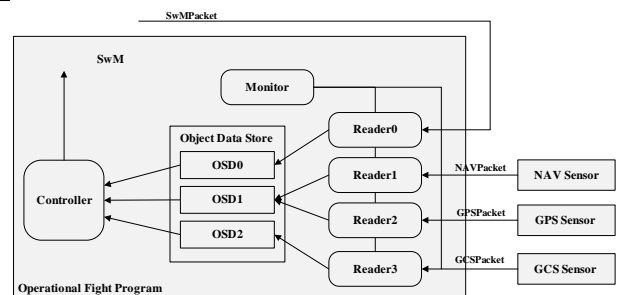 SwMPacket
SwM
Monitor
Object Data Store
Reader0
OSD0
NAVPacket
Reader1
NAV Sensor
Controller
OSD1
GPSPacket
Reader2
GPS Sensor
OSD2
GCSPacket
Reader3
GCS Sensor
Operational Fight Program